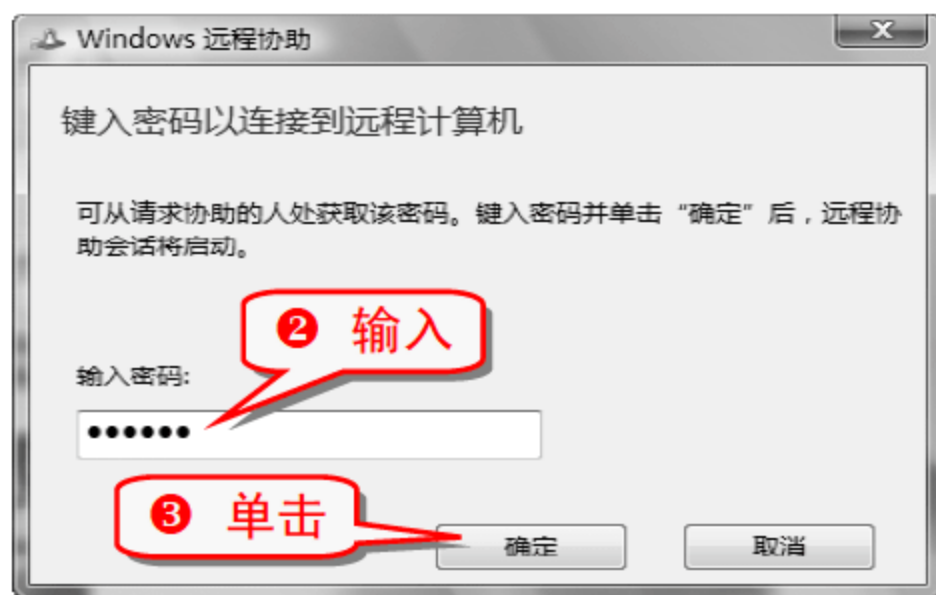 Windows 远程协助
键入密码以连接到远程计算机
可从请求协助的人处获取该密码。键入密码并单击“确定”后，远程协
助会话将启动。
❷ 输入
输入密码:
●●●●●●
❸ 单击
确定
取消